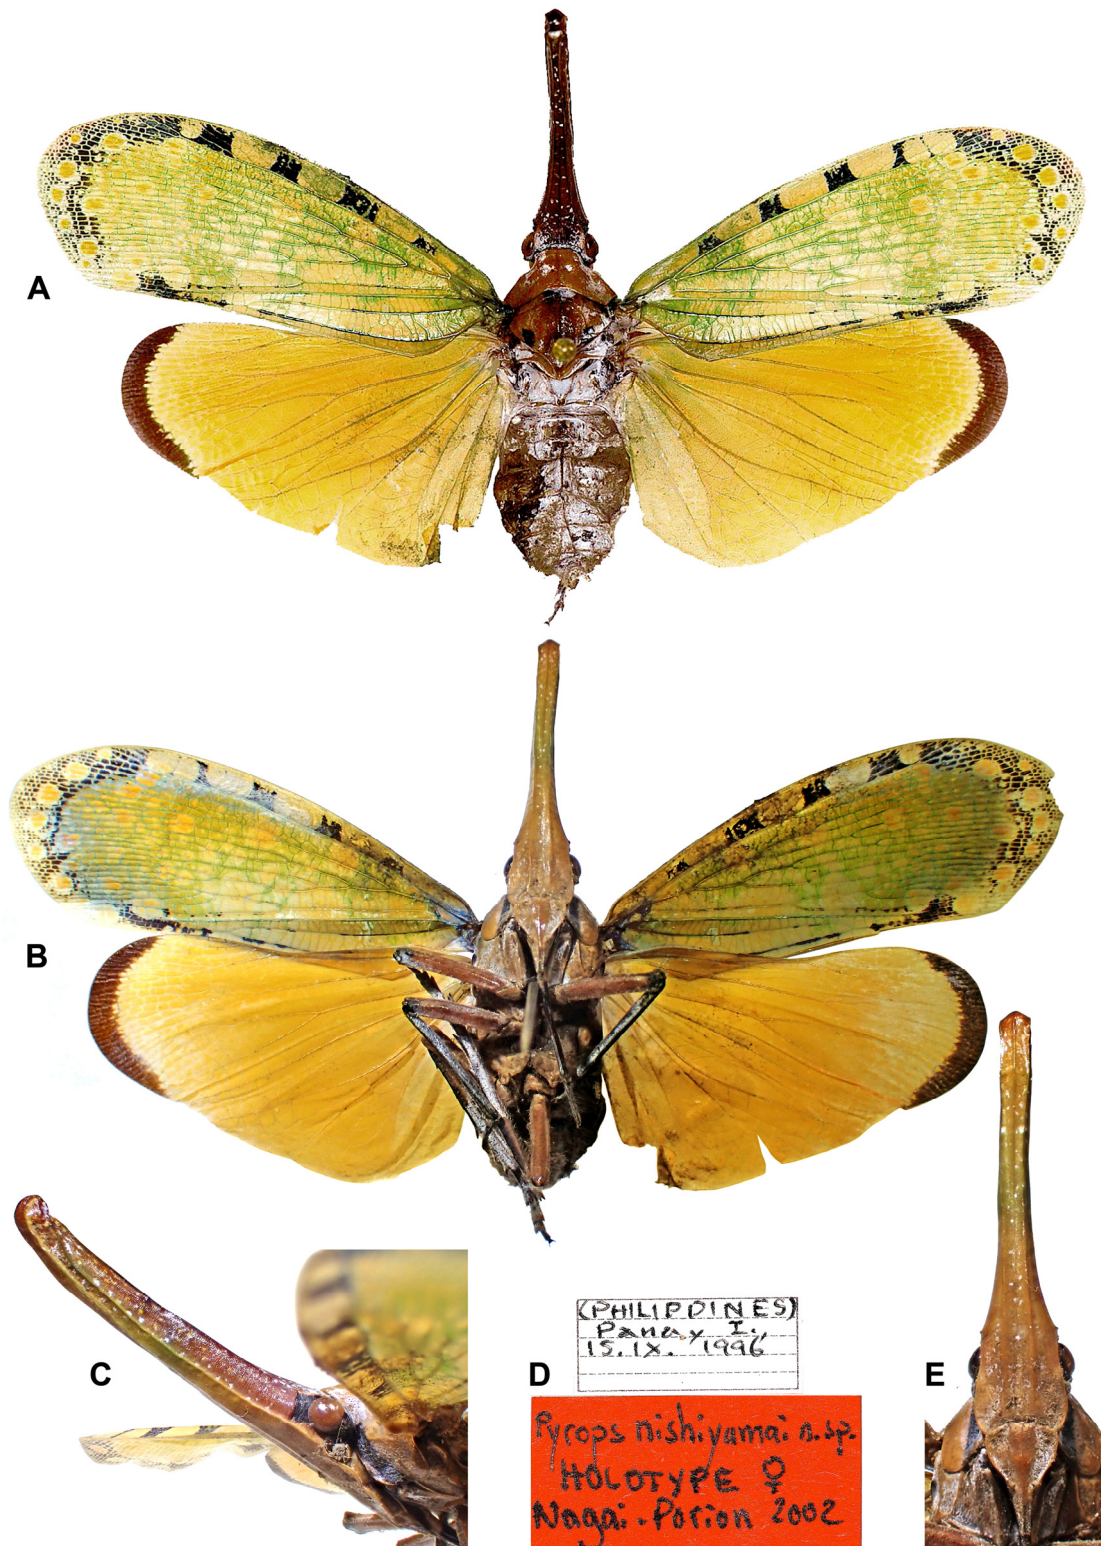 A
B
C
D
(PHILIPPINES)
Panay I.,
15.IX. 1996
E
Pyrops nishiyamai n.sp.
HOLOTYPE ♀
Nagai-Porion 2002